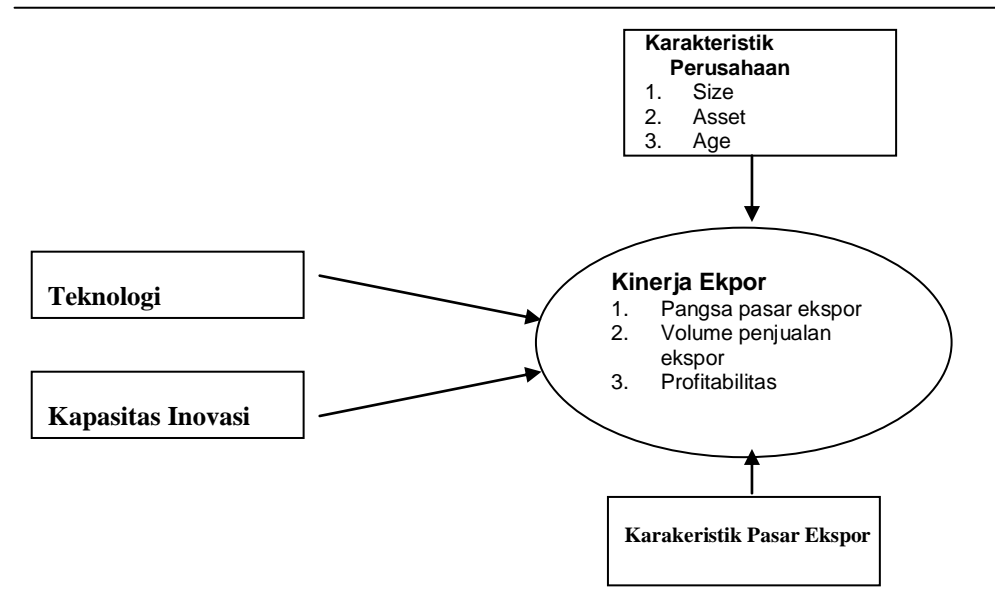 Karakteristik
Perusahaan
1. Size
2. Asset
3. Age
Teknologi
Kinerja Ekpor
1. Pangsa pasar ekspor
2. Volume penjualan
ekspor
3. Profitabilitas
Kapasitas Inovasi
Karakeristik Pasar Ekspor